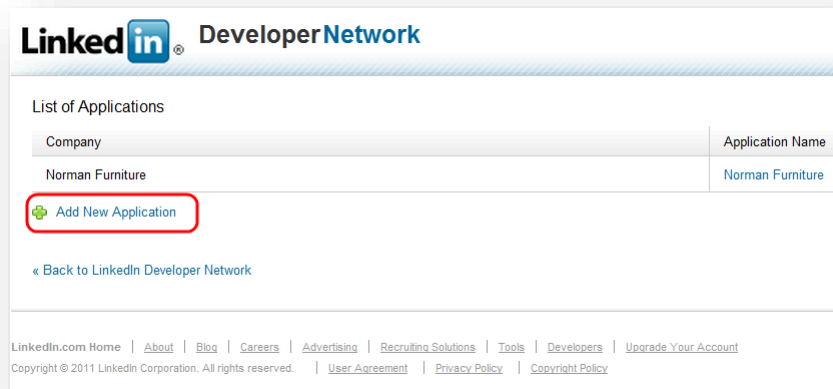 Linked in ® DeveloperNetwork
List of Applications
Company Application Name
Norman Furniture Norman Furniture
Add New Application
« Back to LinkedIn Developer Network
LinkedIn.com Home | About | Blog | Careers | Advertising | Recruiting Solutions | Tools | Developers | Upgrade Your Account
Copyright © 2011 LinkedIn Corporation. All rights reserved. | User Agreement | Privacy Policy | Copyright Policy